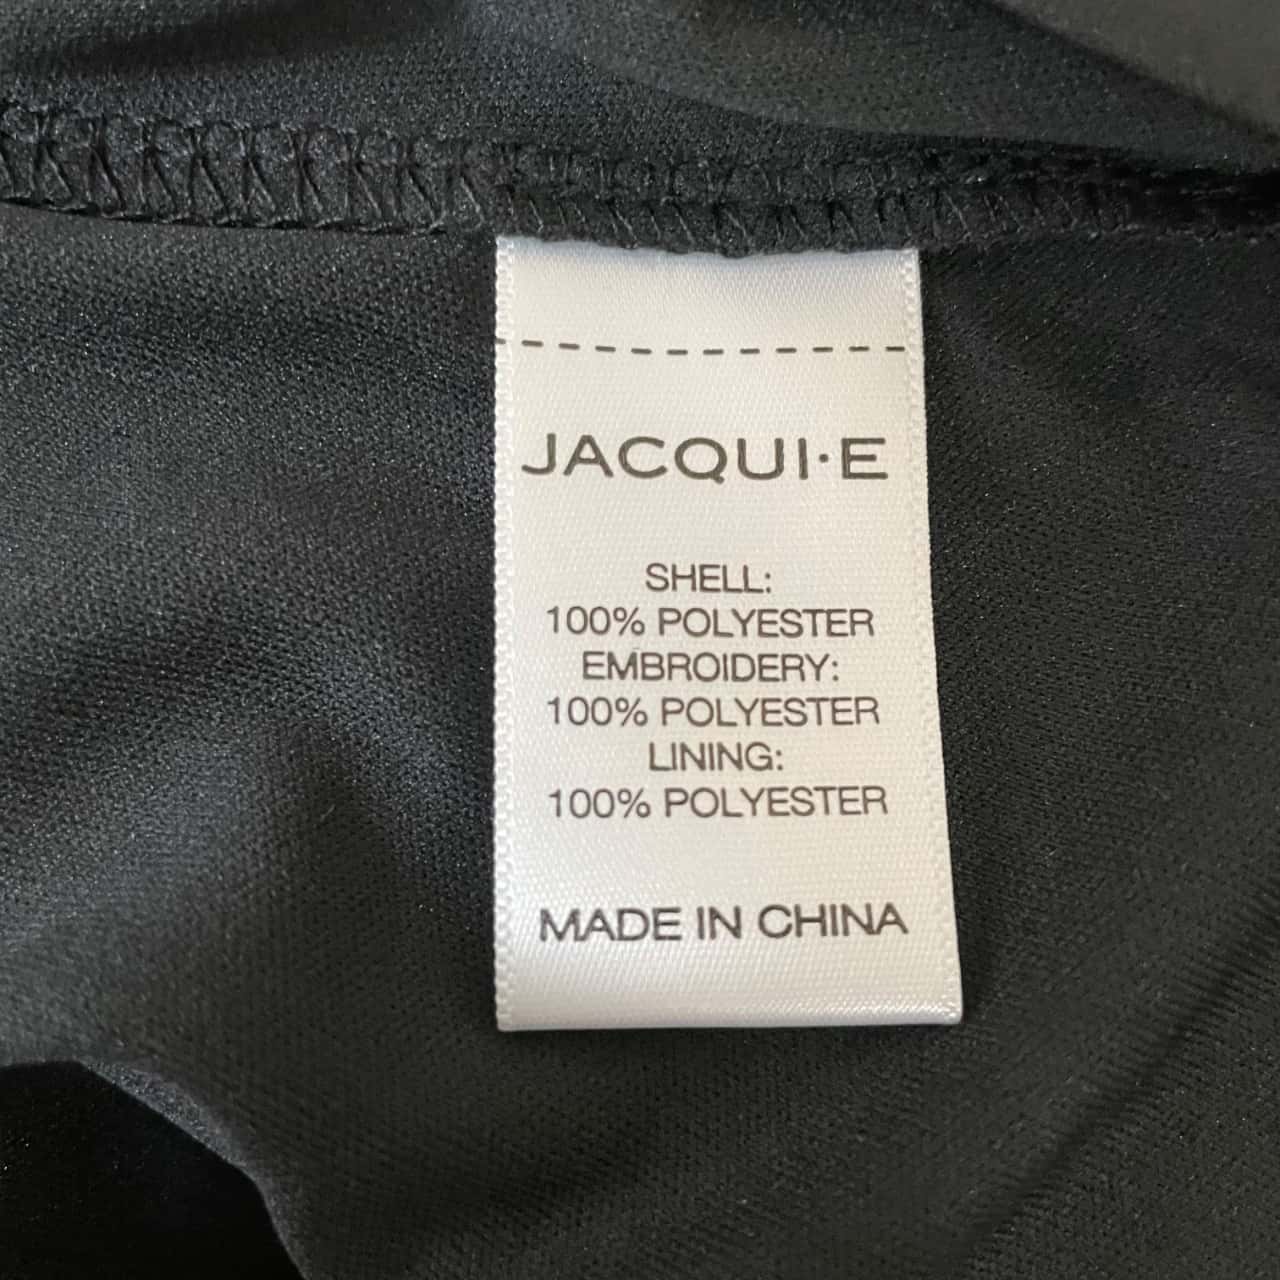 JACQUI·E
SHELL:
100% POLYESTER
EMBROIDERY:
100% POLYESTER
LINING:
100% POLYESTER
MADE IN CHINA